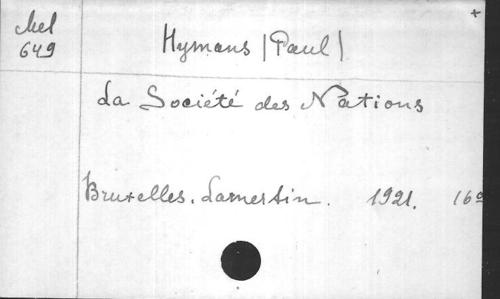 Mel
649
Hymans (Paul)
La Société des Nations
Bruxelles. Lamertin. 1921. 16º